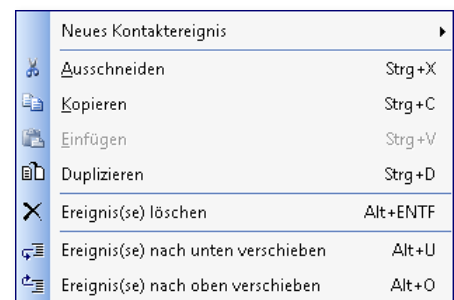 Neues Kontaktereignis
Ausschneiden Strg+X
Kopieren Strg+C
Einfügen Strg+V
Duplizieren Strg+D
Ereignis(se) löschen Alt+ENTF
Ereignis(se) nach unten verschieben Alt+U
Ereignis(se) nach oben verschieben Alt+O